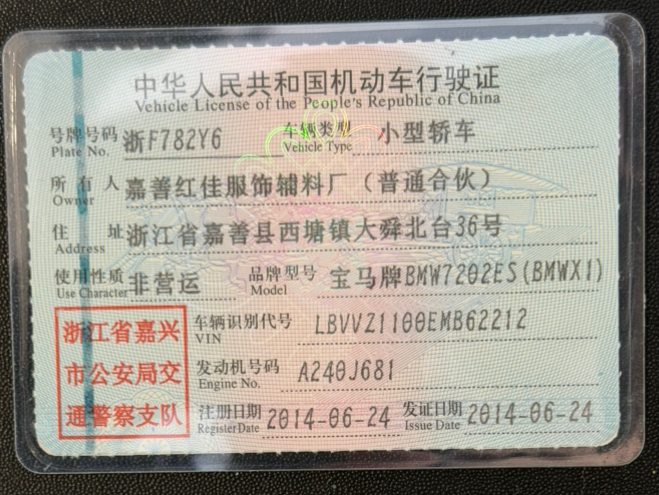 中华人民共和国机动车行驶证
Vehicle License of the People's Republic of China
号牌号码 浙F782Y6 车辆类型 小型轿车
Plate No. Vehicle Type
所有人 嘉善红佳服饰辅料厂（普通合伙）
Owner
住址 浙江省嘉善县西塘镇大舜北台36号
Address
使用性质 非营运 品牌型号 宝马牌BMW7202ES(BMWX1)
Use Character Model
浙江省嘉兴
市公安局交
通警察支队
车辆识别代号 LBVVZ1100EMB62212
VIN
发动机号码 A240J681
Engine No.
注册日期 2014-06-24 发证日期 2014-06-24
Register Date Issue Date